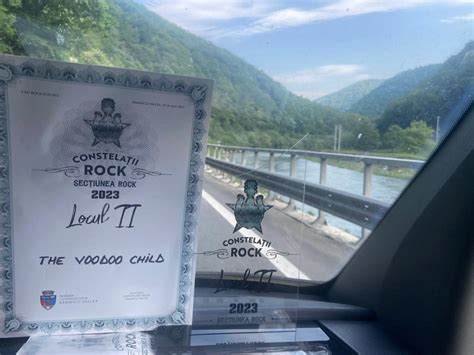 CONSTELAȚII
ROCK
SECȚIUNEA ROCK
2023
Locul II
THE VOODOO CHILD
CONSTELAȚII
ROCK
Locul II
SECȚIUNEA ROCK
2023